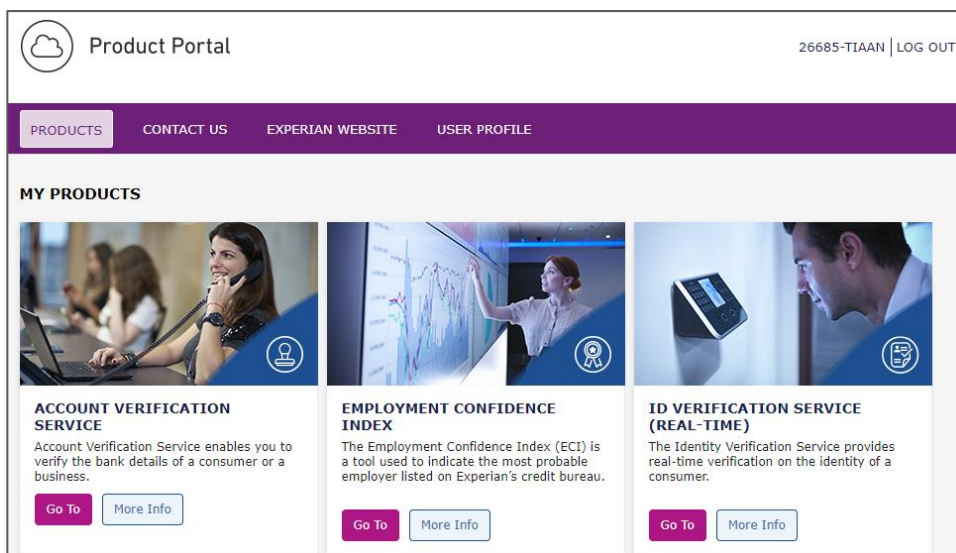 Product Portal
26685-TIAAN | LOG OUT
PRODUCTS CONTACT US EXPERIAN WEBSITE USER PROFILE
MY PRODUCTS
ACCOUNT VERIFICATION
SERVICE
Account Verification Service enables you to
verify the bank details of a consumer or a
business.
Go To More Info
EMPLOYMENT CONFIDENCE
INDEX
The Employment Confidence Index (ECI) is
a tool used to indicate the most probable
employer listed on Experian's credit bureau.
Go To More Info
ID VERIFICATION SERVICE
(REAL-TIME)
The Identity Verification Service provides
real-time verification on the identity of a
consumer.
Go To More Info